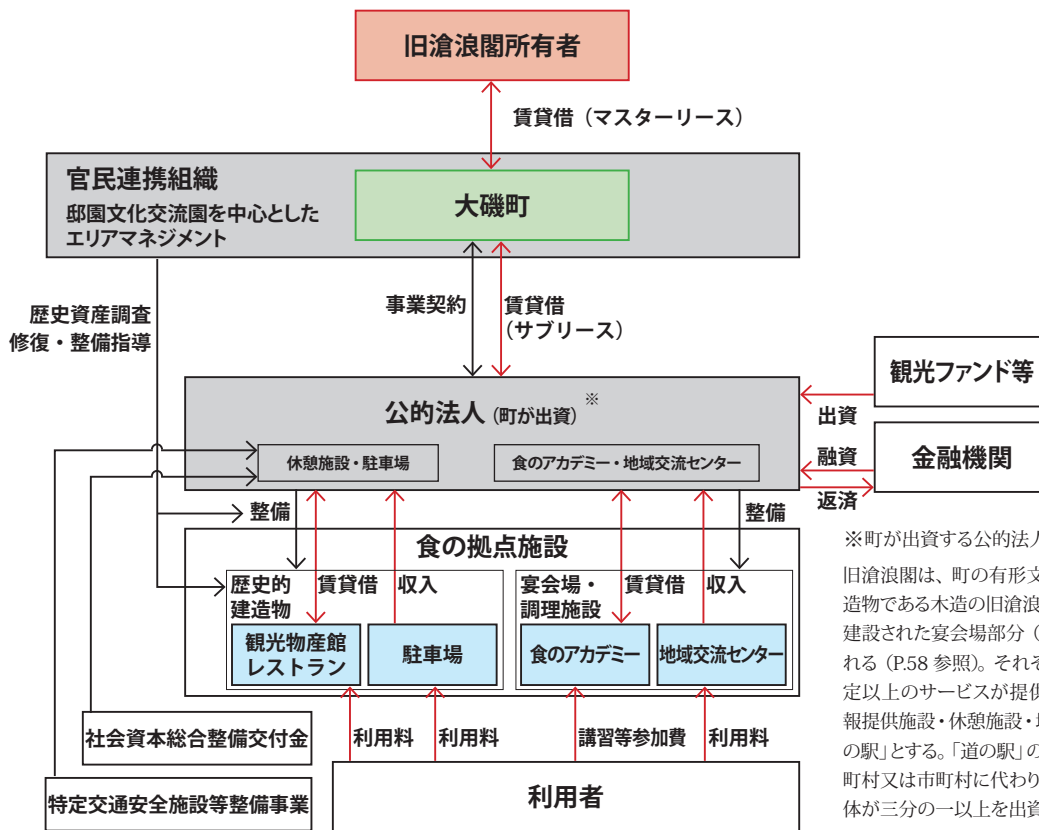 旧滄浪閣所有者
賃貸借（マスターリース）
官民連携組織
邸園文化交流園を中心とした
エリアマネジメント
大磯町
歴史資産調査
修復・整備指導
事業契約
賃貸借
（サブリース）
公的法人（町が出資）※
休憩施設・駐車場
食のアカデミー・地域交流センター
観光ファンド等
出資
金融機関
融資
返済
整備
整備
食の拠点施設
歴史的
建造物
賃貸借
収入
観光物産館
レストラン
駐車場
宴会場・
調理施設
賃貸借
収入
食のアカデミー
地域交流センター
社会資本総合整備交付金
特定交通安全施設等整備事業
利用料
利用料
講習等参加費
利用料
利用者
※町が出資する公的法人
旧滄浪閣は、町の有形文
造物である木造の旧滄浪
建設された宴会場部分（
れる（P.58 参照）。それぞ
定以上のサービスが提供
報提供施設・休憩施設・地
の駅」とする。「道の駅」の
町村又は市町村に代わり
体が三分の一以上を出資